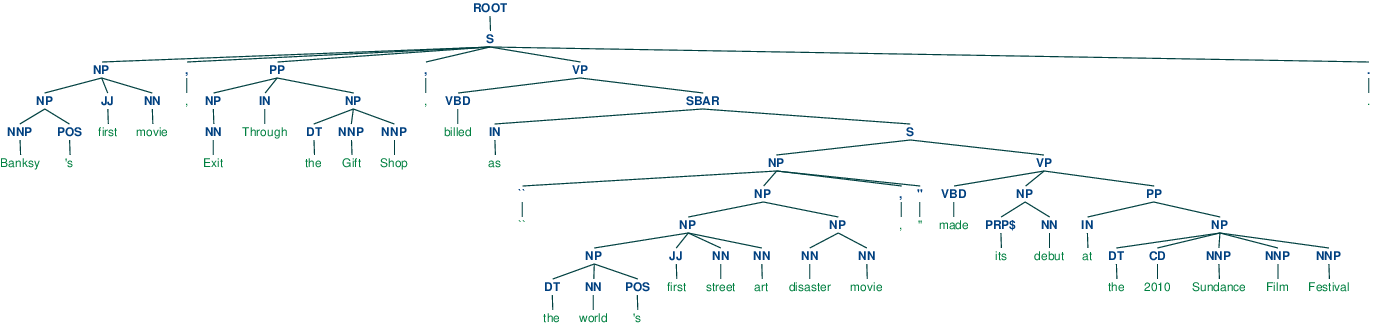 ROOT
S
NP , PP , VP .
NP JJ NN , NP IN NP , VBD SBAR .
NNP POS first movie NN Through DT NNP NNP billed IN S
Banksy 's Exit the Gift Shop as NP VP
`` NP , '' VBD NP PP
`` NP NP , '' made PRP$ NN IN NP
NP JJ NN NN NN NN its debut at DT CD NNP NNP NNP
DT NN POS first street art disaster movie the 2010 Sundance Film Festival
the world 's